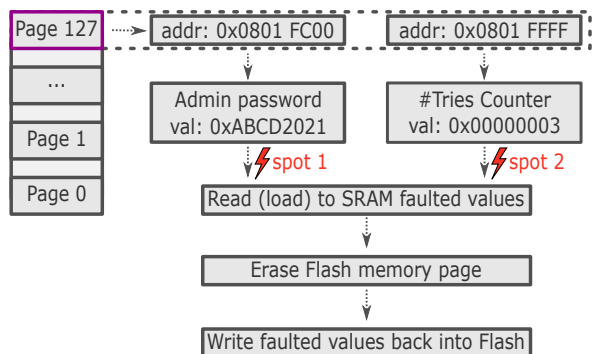 Page 127
addr: 0x0801 FC00
addr: 0x0801 FFFF
...
Admin password
val: 0xABCD2021
#Tries Counter
val: 0x00000003
Page 1
spot 1
spot 2
Page 0
Read (load) to SRAM faulted values
Erase Flash memory page
Write faulted values back into Flash